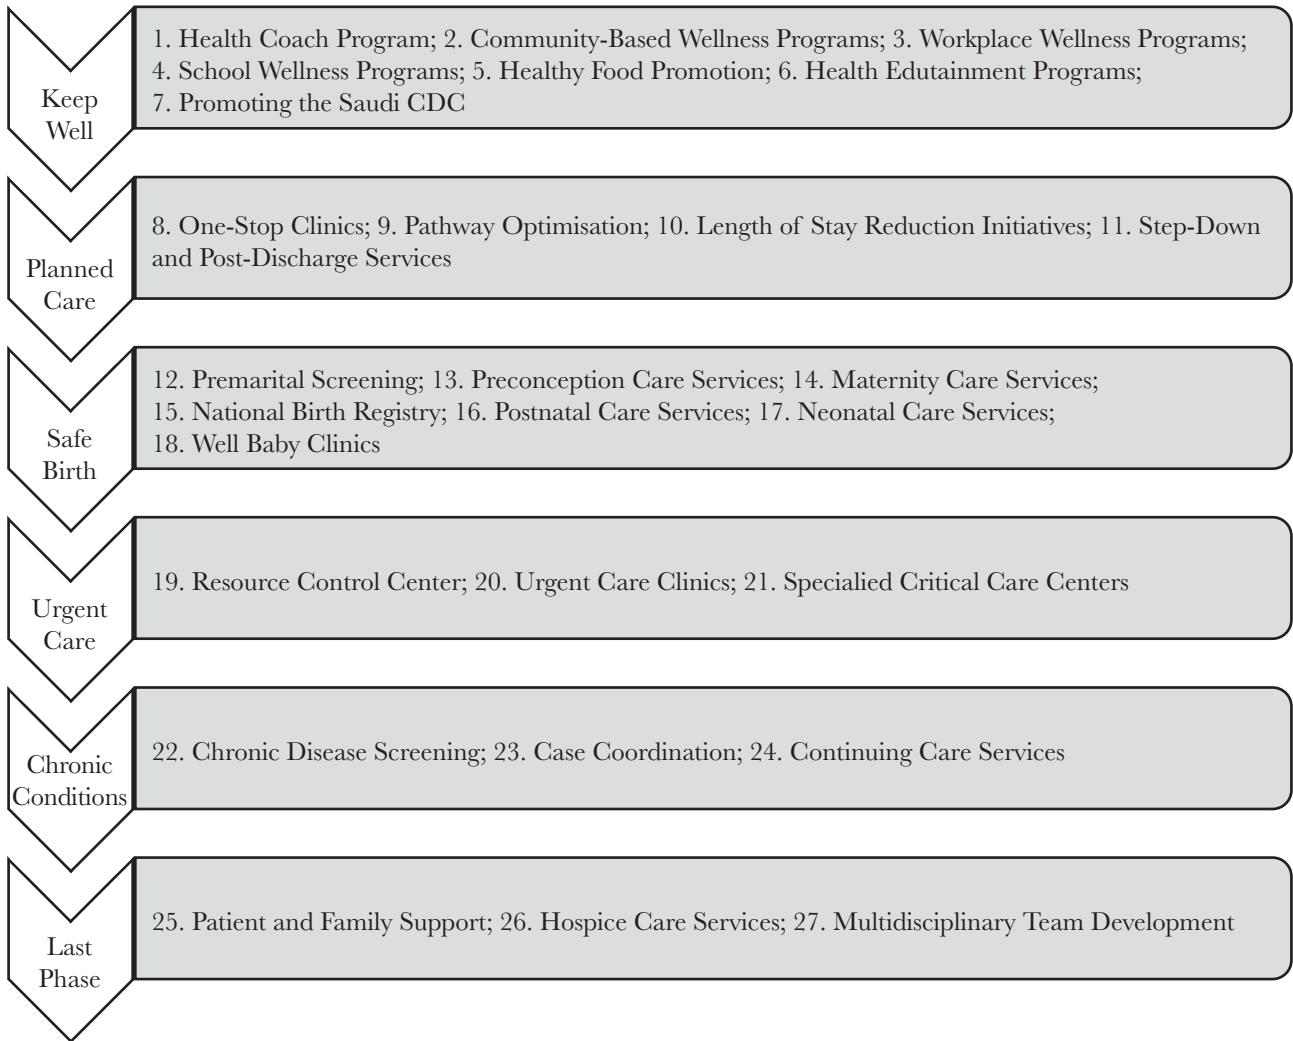 Keep
Well
1. Health Coach Program; 2. Community-Based Wellness Programs; 3. Workplace Wellness Programs;
4. School Wellness Programs; 5. Healthy Food Promotion; 6. Health Edutainment Programs;
7. Promoting the Saudi CDC
Planned
Care
8. One-Stop Clinics; 9. Pathway Optimisation; 10. Length of Stay Reduction Initiatives; 11. Step-Down
and Post-Discharge Services
Safe
Birth
12. Premarital Screening; 13. Preconception Care Services; 14. Maternity Care Services;
15. National Birth Registry; 16. Postnatal Care Services; 17. Neonatal Care Services;
18. Well Baby Clinics
Urgent
Care
19. Resource Control Center; 20. Urgent Care Clinics; 21. Specialied Critical Care Centers
Chronic
Conditions
22. Chronic Disease Screening; 23. Case Coordination; 24. Continuing Care Services
Last
Phase
25. Patient and Family Support; 26. Hospice Care Services; 27. Multidisciplinary Team Development